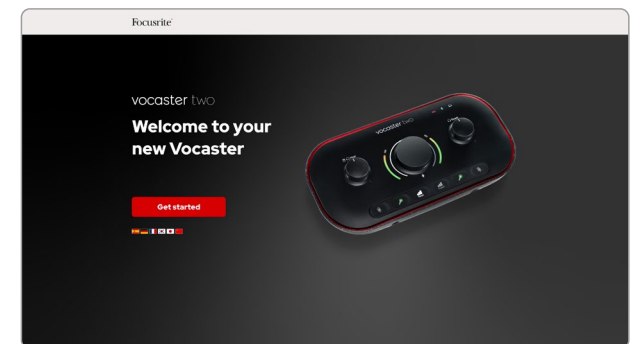 Focusrite
vocaster two
Welcome to your
new Vocaster
vocaster two
Get started